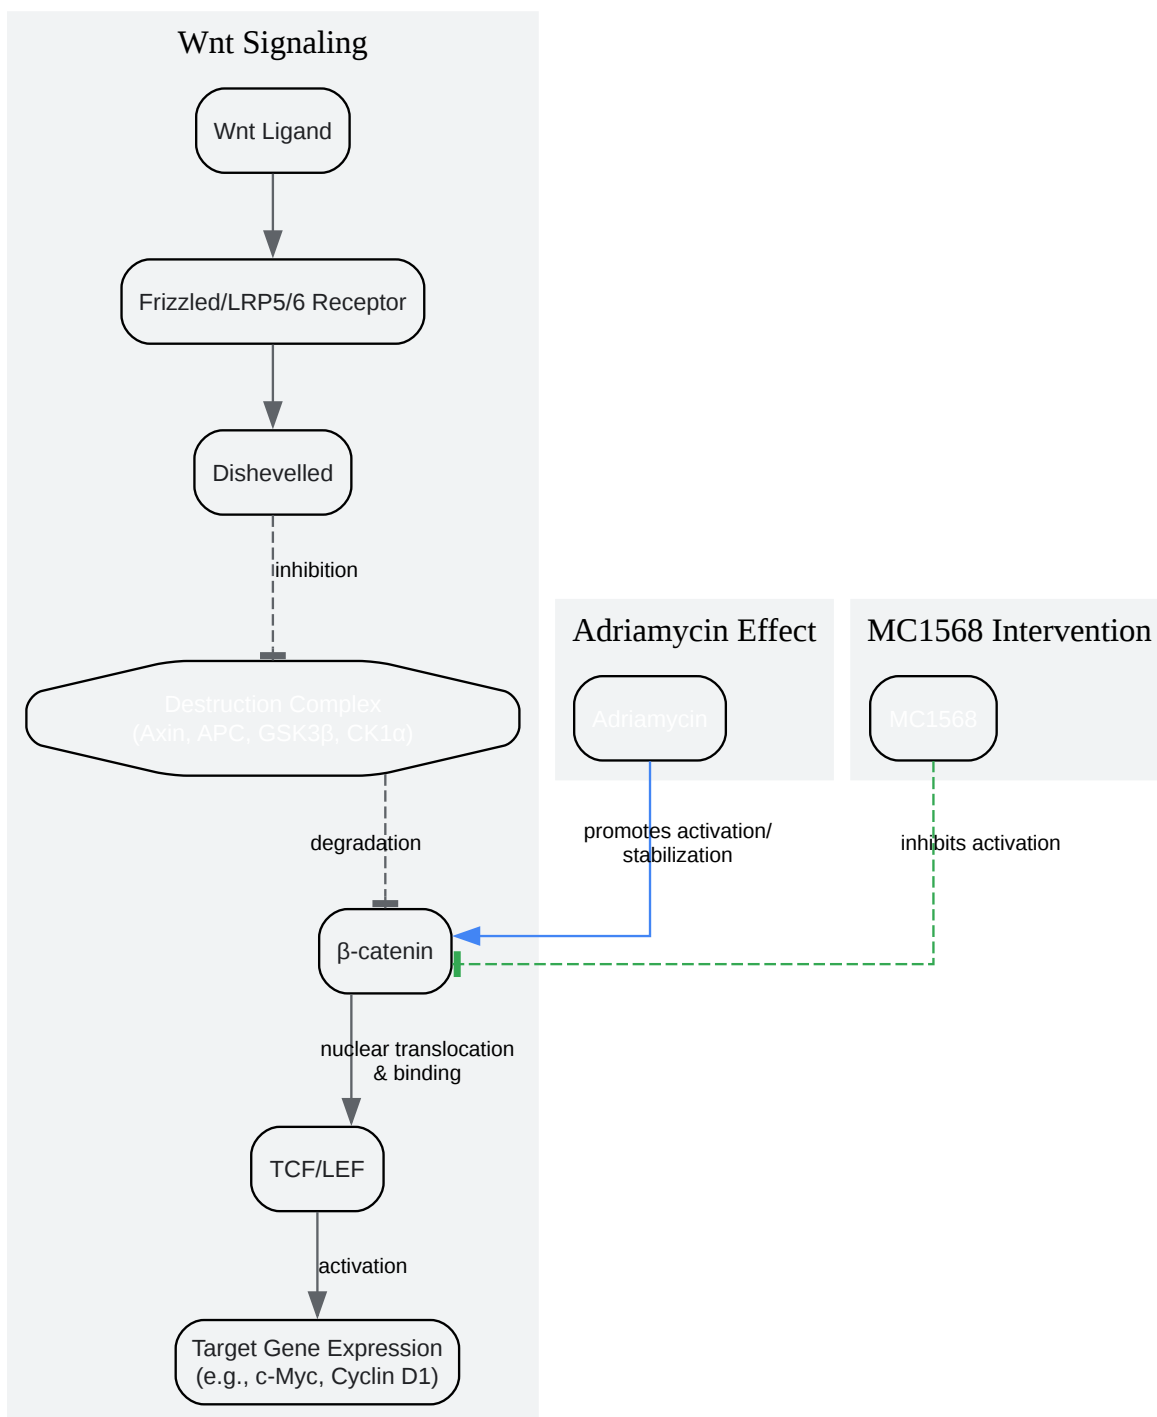 Wnt Signaling
Wnt Ligand
Frizzled/LRP5/6 Receptor
Dishevelled
inhibition
Adriamycin Effect
MC1568 Intervention
Destruction Complex
(Axin, APC, GSK3β, CK1α)
Adriamycin
MC1568
degradation
promotes activation/
stabilization
inhibits activation
β-catenin
nuclear translocation
& binding
TCF/LEF
activation
Target Gene Expression
(e.g., c-Myc, Cyclin D1)